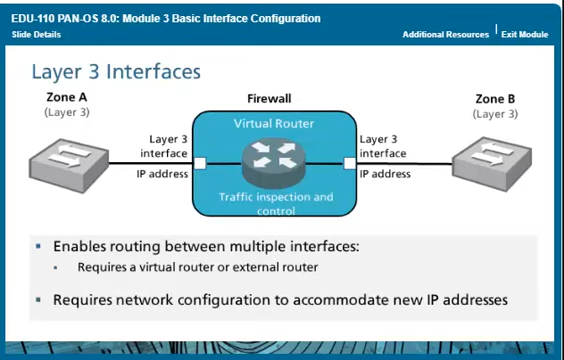 EDU-110 PAN-OS 8.0: Module 3 Basic Interface Configuration
Slide Details
Additional Resources
Exit Module
Layer 3 Interfaces
Zone A
(Layer 3)
Firewall
Zone B
(Layer 3)
Virtual Router
Layer 3
interface
IP address
Layer 3
interface
IP address
Traffic inspection and
control
Enables routing between multiple interfaces:
Requires a virtual router or external router
Requires network configuration to accommodate new IP addresses